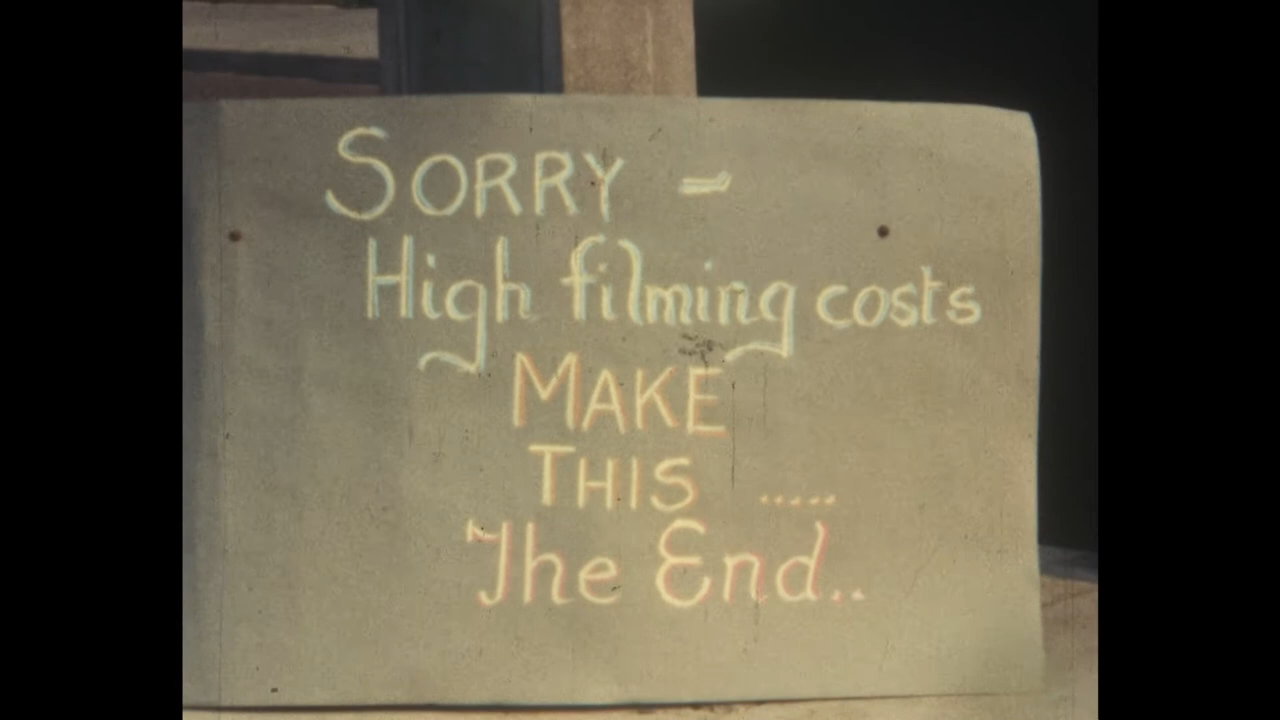 SORRY -
High filming costs
MAKE
THIS .....
The End..